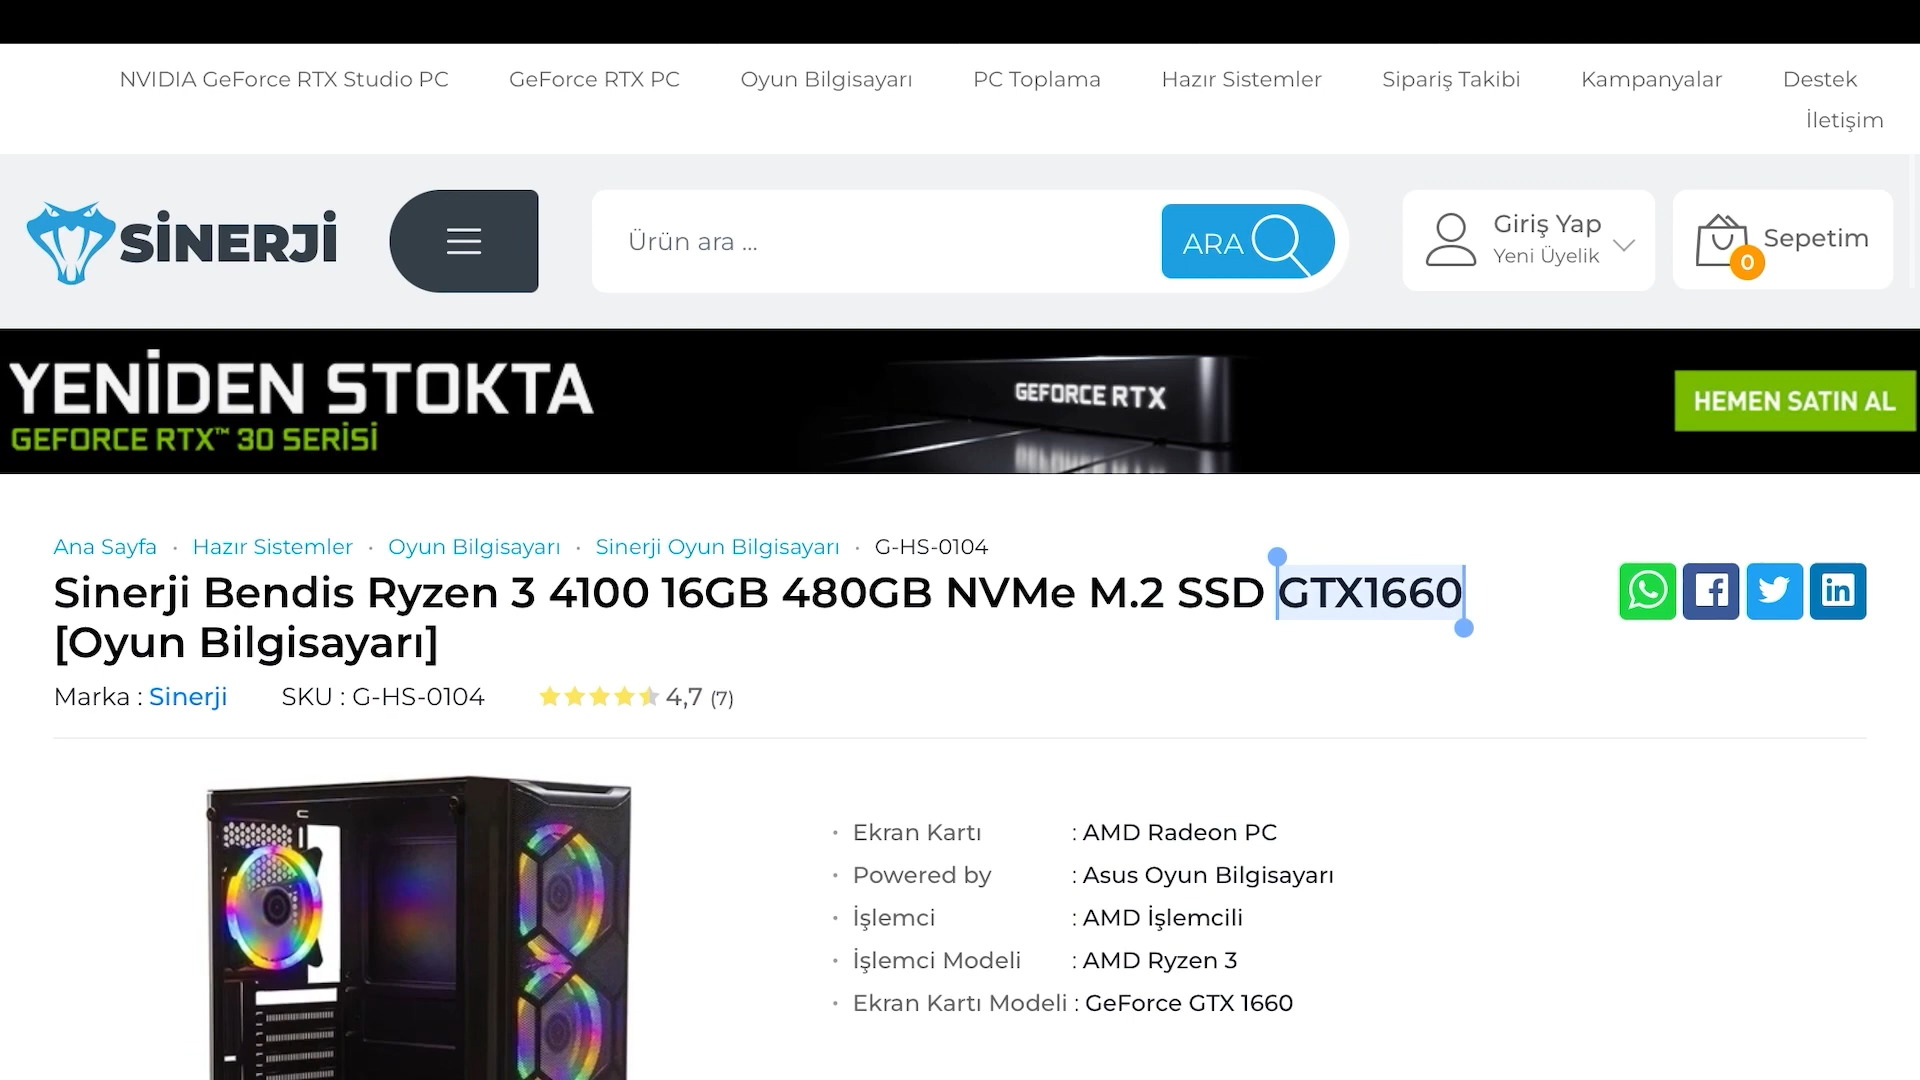 NVIDIA GeForce RTX Studio PC GeForce RTX PC Oyun Bilgisayarı PC Toplama Hazır Sistemler Sipariş Takibi Kampanyalar Destek
İletişim
SİNERJİ
Ürün ara ...
ARA
Giriş Yap
Yeni Üyelik
Sepetim
0
YENİDEN STOKTA
GEFORCE RTX™ 30 SERİSİ
GEFORCE RTX
HEMEN SATIN AL
Ana Sayfa • Hazır Sistemler • Oyun Bilgisayarı • Sinerji Oyun Bilgisayarı • G-HS-0104
Sinerji Bendis Ryzen 3 4100 16GB 480GB NVMe M.2 SSD GTX1660
[Oyun Bilgisayarı]
Marka : Sinerji SKU : G-HS-0104 4,7 (7)
• Ekran Kartı : AMD Radeon PC
• Powered by : Asus Oyun Bilgisayarı
• İşlemci : AMD İşlemcili
• İşlemci Modeli : AMD Ryzen 3
• Ekran Kartı Modeli : GeForce GTX 1660